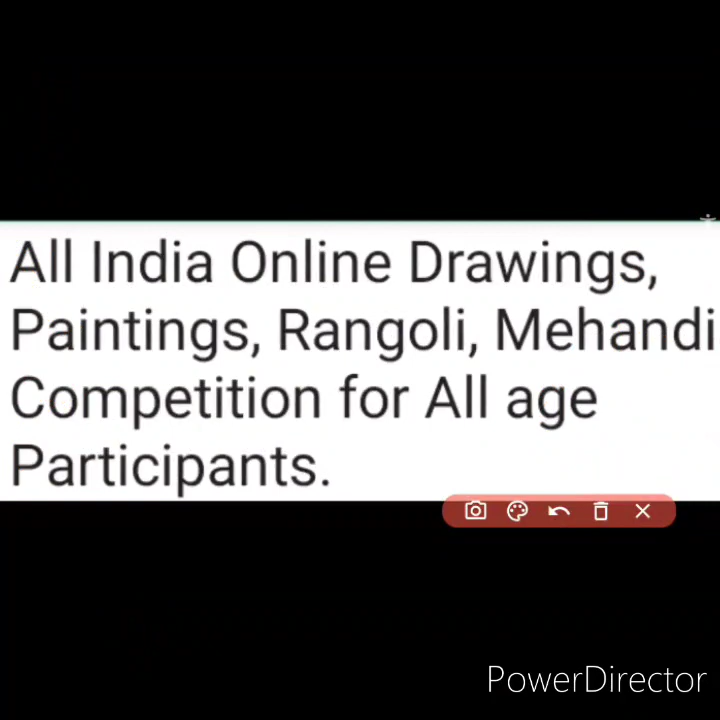 All India Online Drawings,
Paintings, Rangoli, Mehandi
Competition for All age
Participants.
PowerDirector